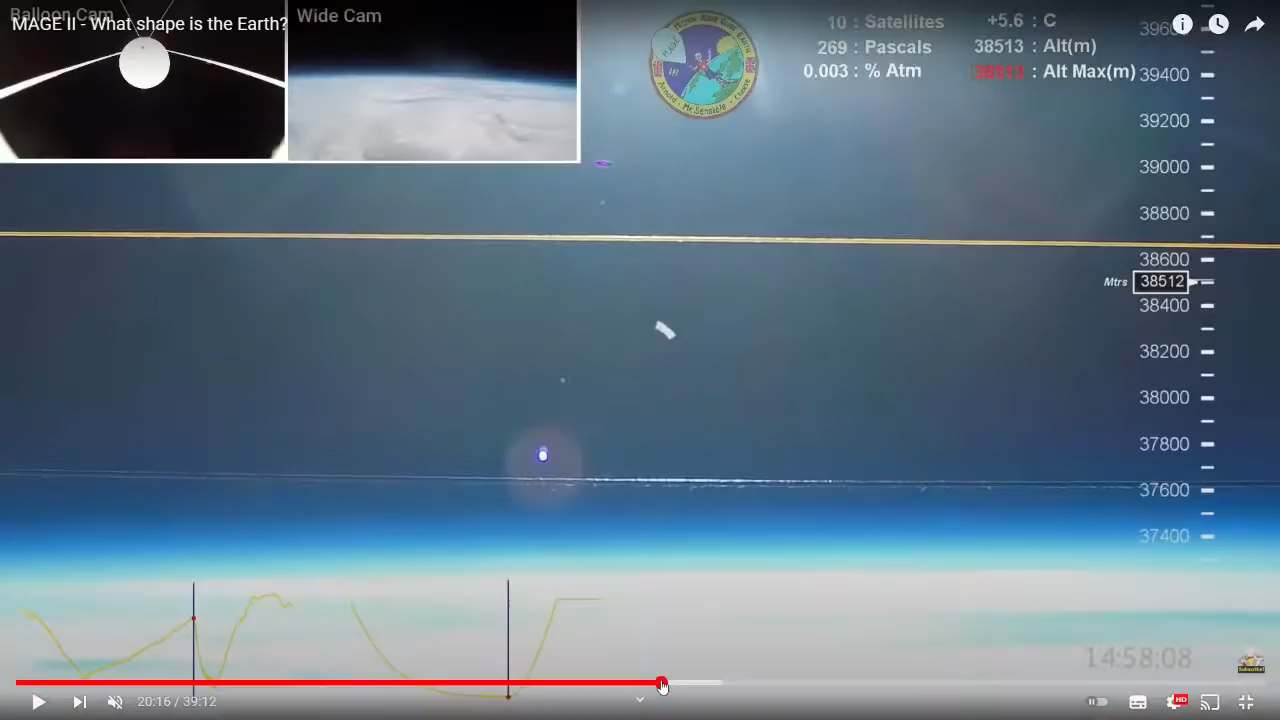 MAGE II - What shape is the Earth?
Balloon Cam
Wide Cam
10 : Satellites
269 : Pascals
0.003 : % Atm
+5.6 : C
38513 : Alt(m)
38513 : Alt Max(m)
39400
39200
39000
38800
38600
Mtrs 38512
38400
38200
38000
37800
37600
37400
14:58:08
Subscribe!
20:16 / 39:12
HD